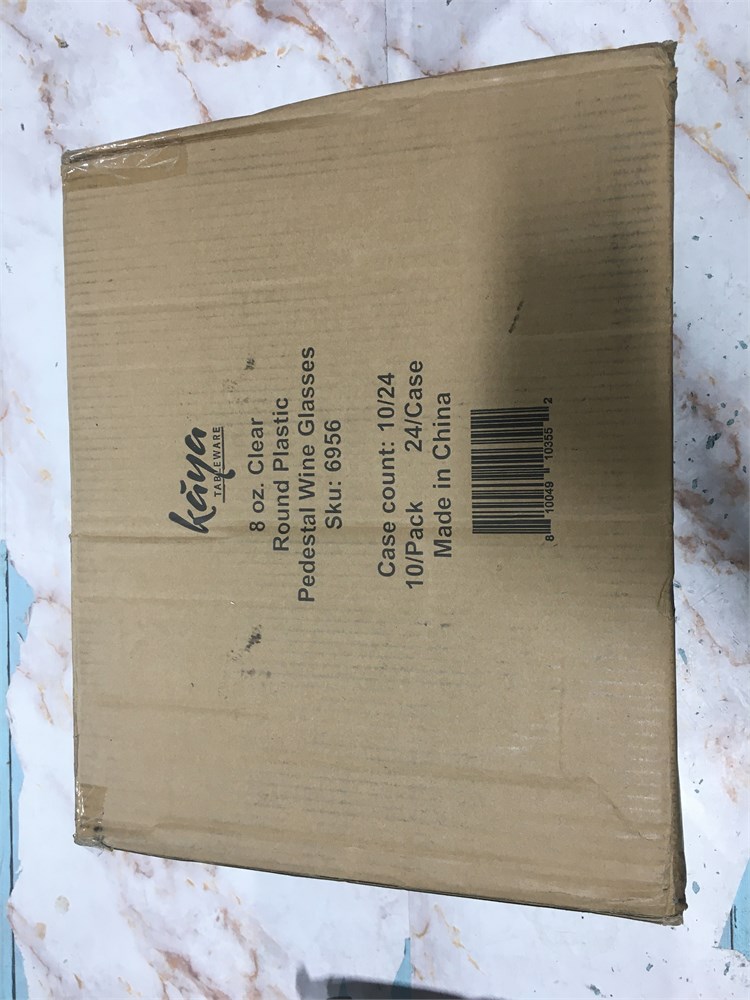 kāya
TABLEWARE
8 oz. Clear
Round Plastic
Pedestal Wine Glasses
Sku: 6956
Case count: 10/24
10/Pack 24/Case
Made in China
8 10049 10355 2